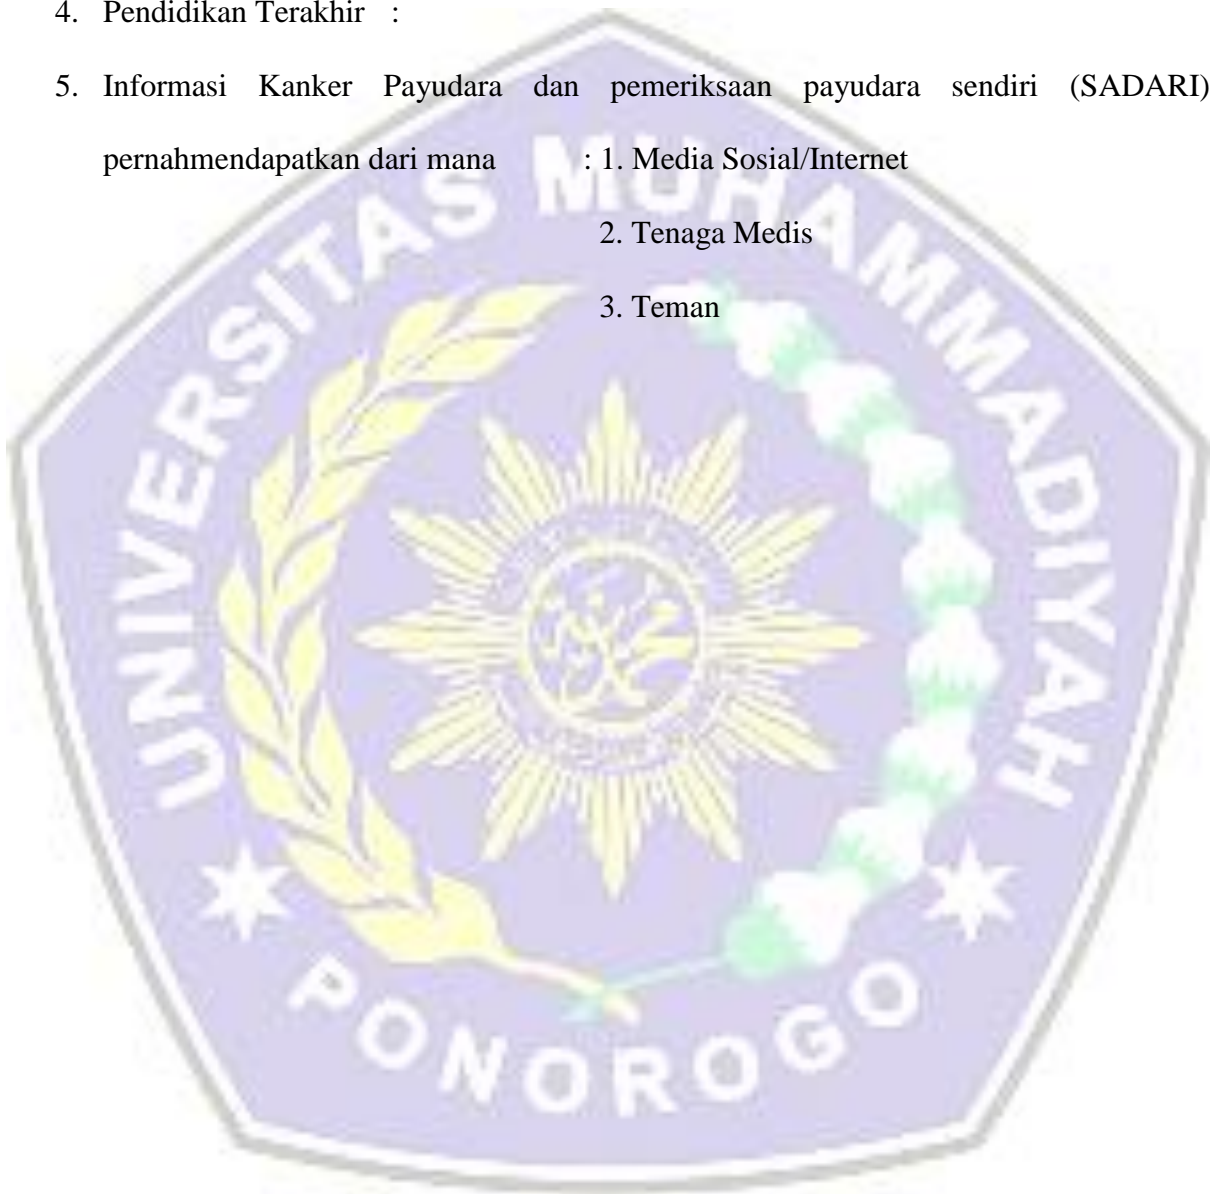 4. Pendidikan Terakhir :
5. Informasi Kanker Payudara dan pemeriksaan payudara sendiri (SADARI)
pernahmendapatkan dari mana : 1. Media Sosial/Internet
2. Tenaga Medis
3. Teman
UNIVERSITAS MUHAMMADIYAH
PONOROGO